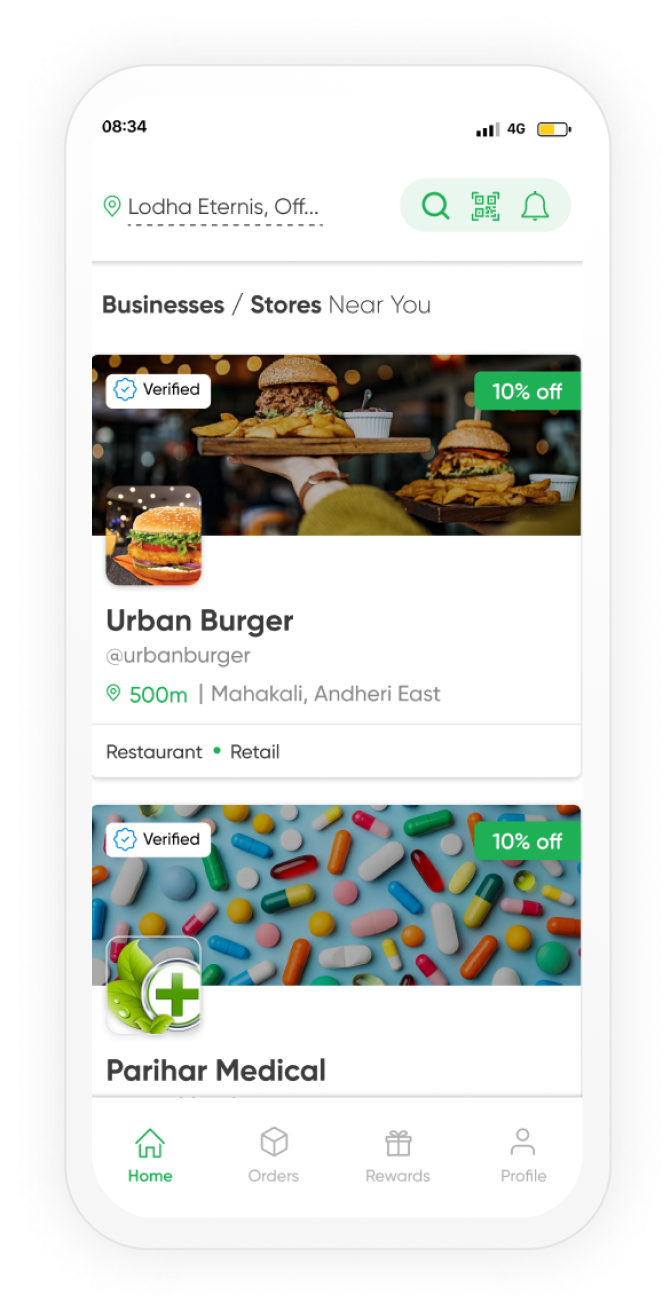 08:34
4G
Lodha Eternis, Off...
Businesses / Stores Near You
Verified
10% off
Urban Burger
@urbanburger
500m | Mahakali, Andheri East
Restaurant • Retail
Verified
10% off
Parihar Medical
Home
Orders
Rewards
Profile